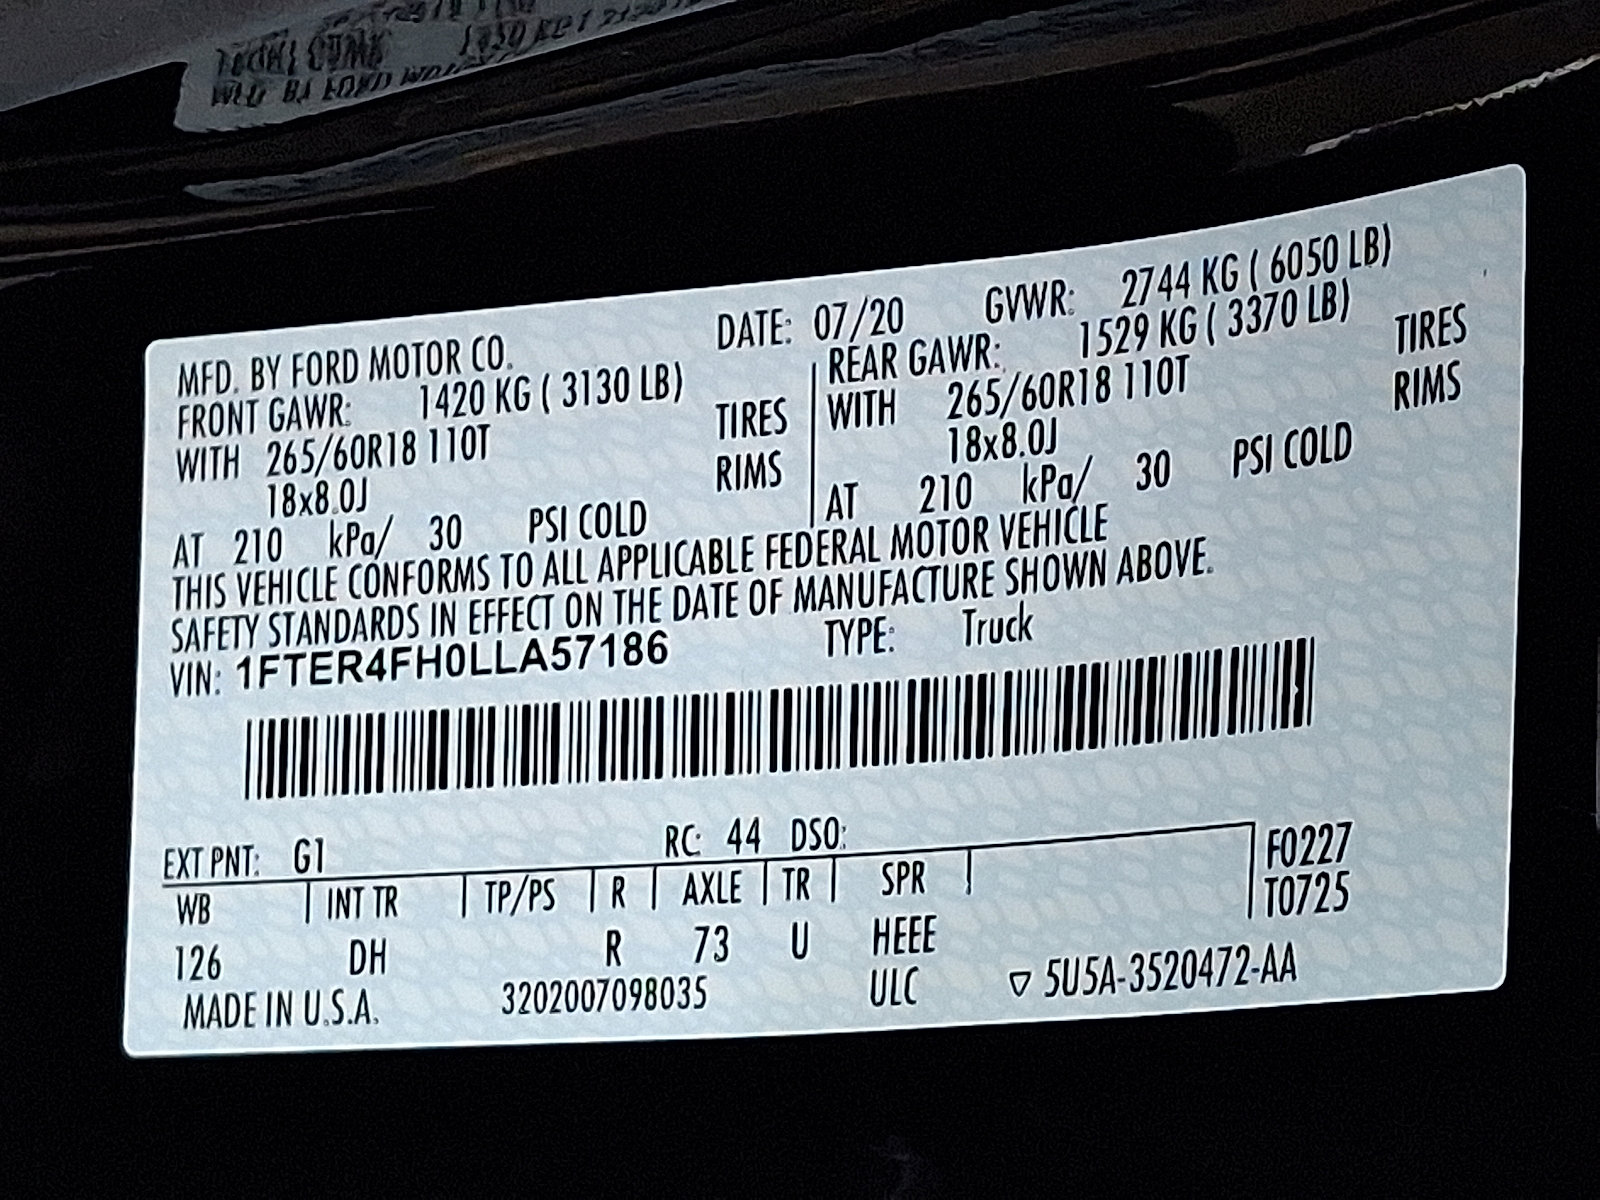 MFD. BY FORD MOTOR CO. DATE: 07/20 GVWR: 2744 KG ( 6050 LB)
FRONT GAWR: 1420 KG ( 3130 LB) REAR GAWR: 1529 KG ( 3370 LB)
WITH 265/60R18 110T TIRES WITH 265/60R18 110T TIRES
18x8.0J RIMS 18x8.0J RIMS
AT 210 kPa/ 30 PSI COLD AT 210 kPa/ 30 PSI COLD
THIS VEHICLE CONFORMS TO ALL APPLICABLE FEDERAL MOTOR VEHICLE
SAFETY STANDARDS IN EFFECT ON THE DATE OF MANUFACTURE SHOWN ABOVE.
VIN: 1FTER4FH0LLA57186 TYPE: Truck
EXT PNT: G1 RC: 44 DSO: F0227
WB INT TR TP/PS R AXLE TR SPR T0725
126 DH R 73 U HEEE
MADE IN U.S.A. 3202007098035 ULC ▽ 5U5A-3520472-AA